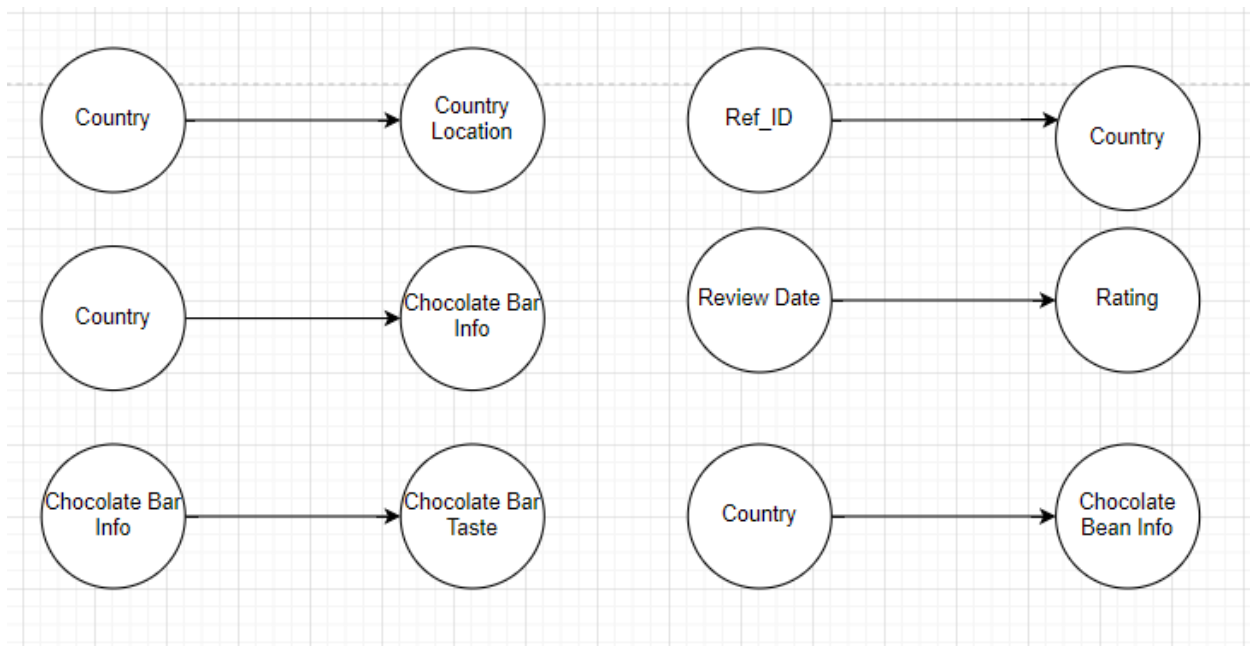 Country
Country
Location
Ref_ID
Country
Country
Chocolate Bar
Info
Review Date
Rating
Chocolate Bar
Info
Chocolate Bar
Taste
Country
Chocolate
Bean Info